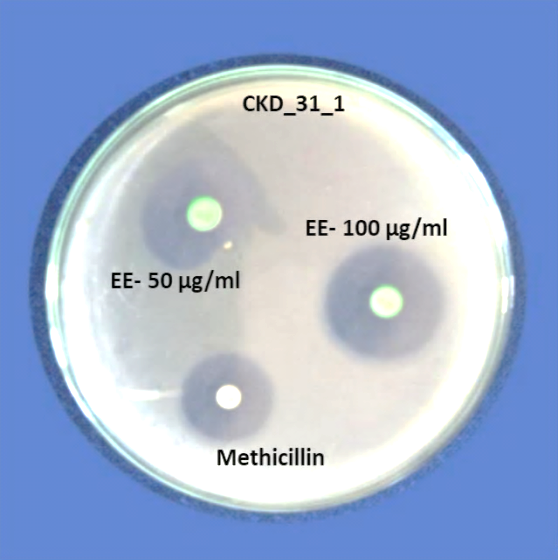 CKD_31_1
EE- 100 µg/ml
EE- 50 µg/ml
Methicillin